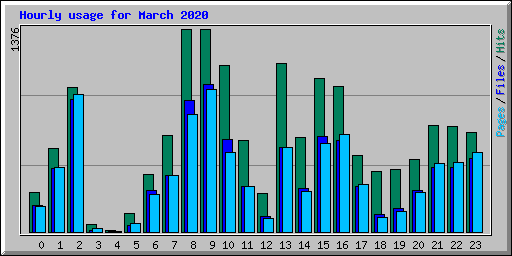 Hourly usage for March 2020
1376
Pages / Files / Hits
0 1 2 3 4 5 6 7 8 9 10 11 12 13 14 15 16 17 18 19 20 21 22 23